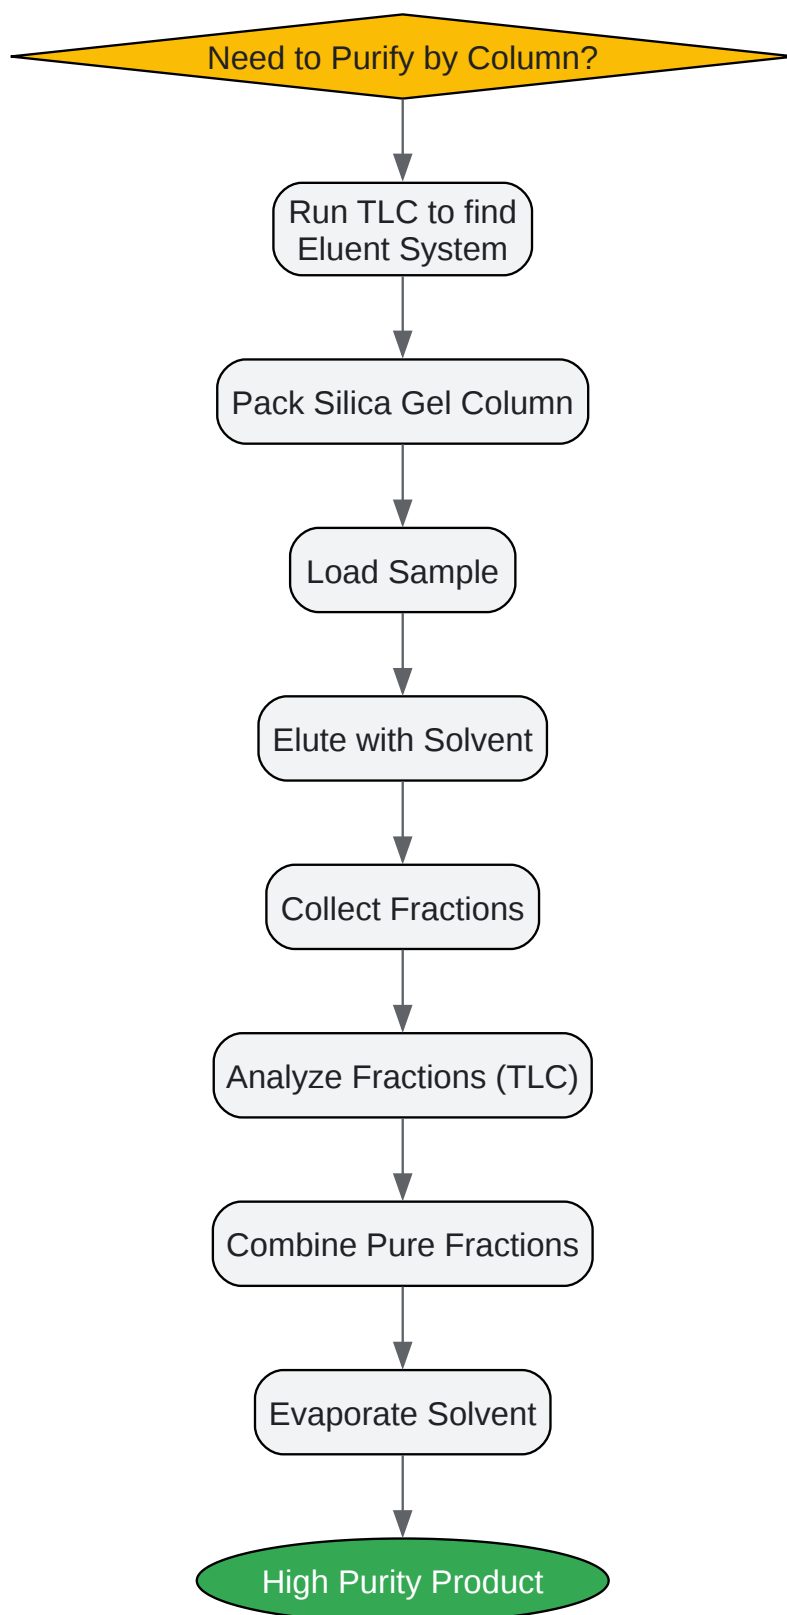 Need to Purify by Column?
Run TLC to find
Eluent System
Pack Silica Gel Column
Load Sample
Elute with Solvent
Collect Fractions
Analyze Fractions (TLC)
Combine Pure Fractions
Evaporate Solvent
High Purity Product